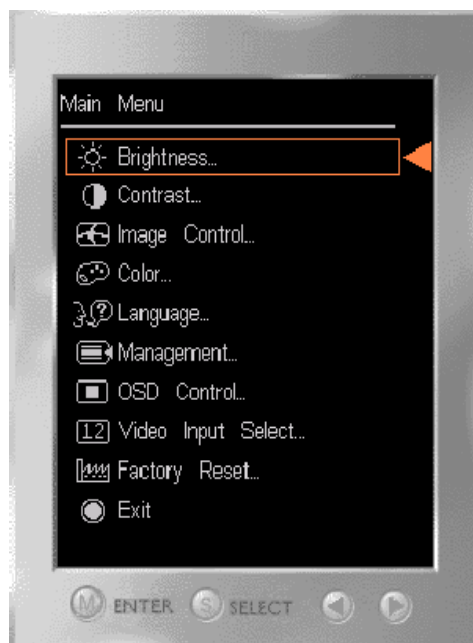 Main Menu
Brightness...
Contrast...
Image Control...
Color...
Language...
Management...
OSD Control...
12 Video Input Select...
Factory Reset...
Exit
M ENTER S SELECT